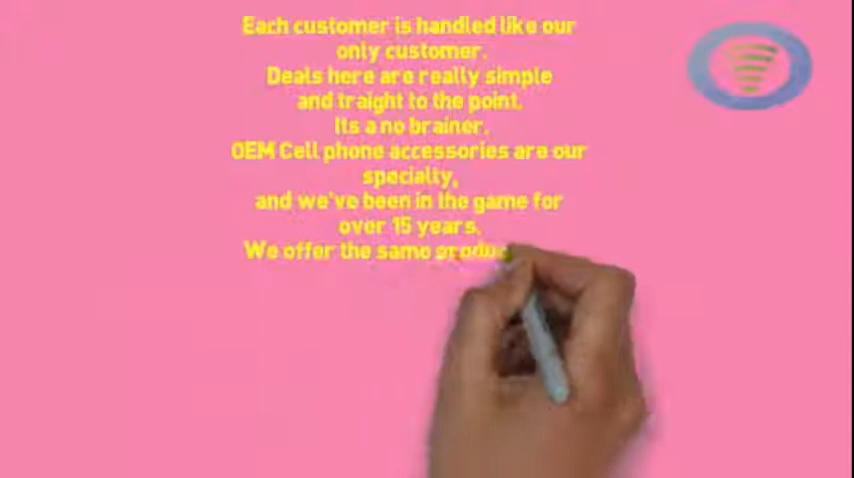 Each customer is handled like our
only customer.
Deals here are really simple
and traight to the point.
Its a no brainer.
OEM Cell phone accessories are our
specialty,
and we've been in the game for
over 15 years.
We offer the same produc